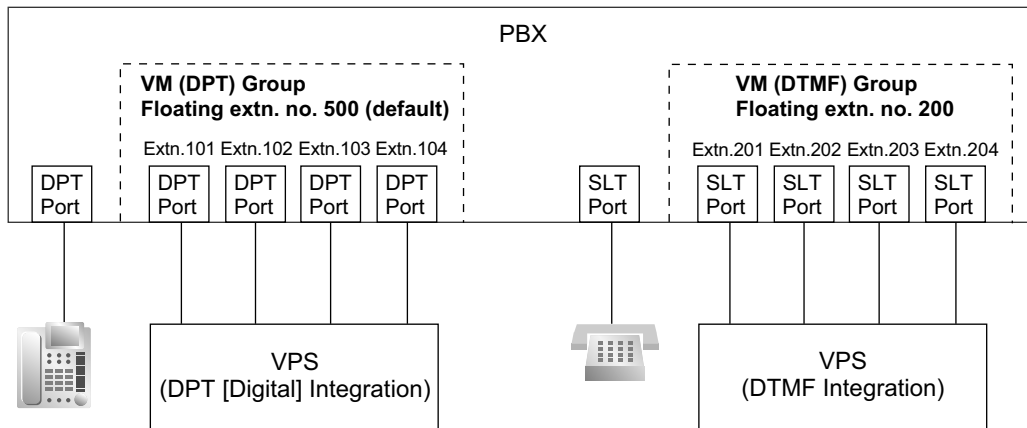 PBX
VM (DPT) Group
Floating extn. no. 500 (default)
VM (DTMF) Group
Floating extn. no. 200
Extn.101 Extn.102 Extn.103 Extn.104
Extn.201 Extn.202 Extn.203 Extn.204
DPT DPT DPT DPT DPT SLT SLT SLT SLT SLT
Port Port Port Port Port Port Port Port Port Port
VPS
(DPT [Digital] Integration)
VPS
(DTMF Integration)